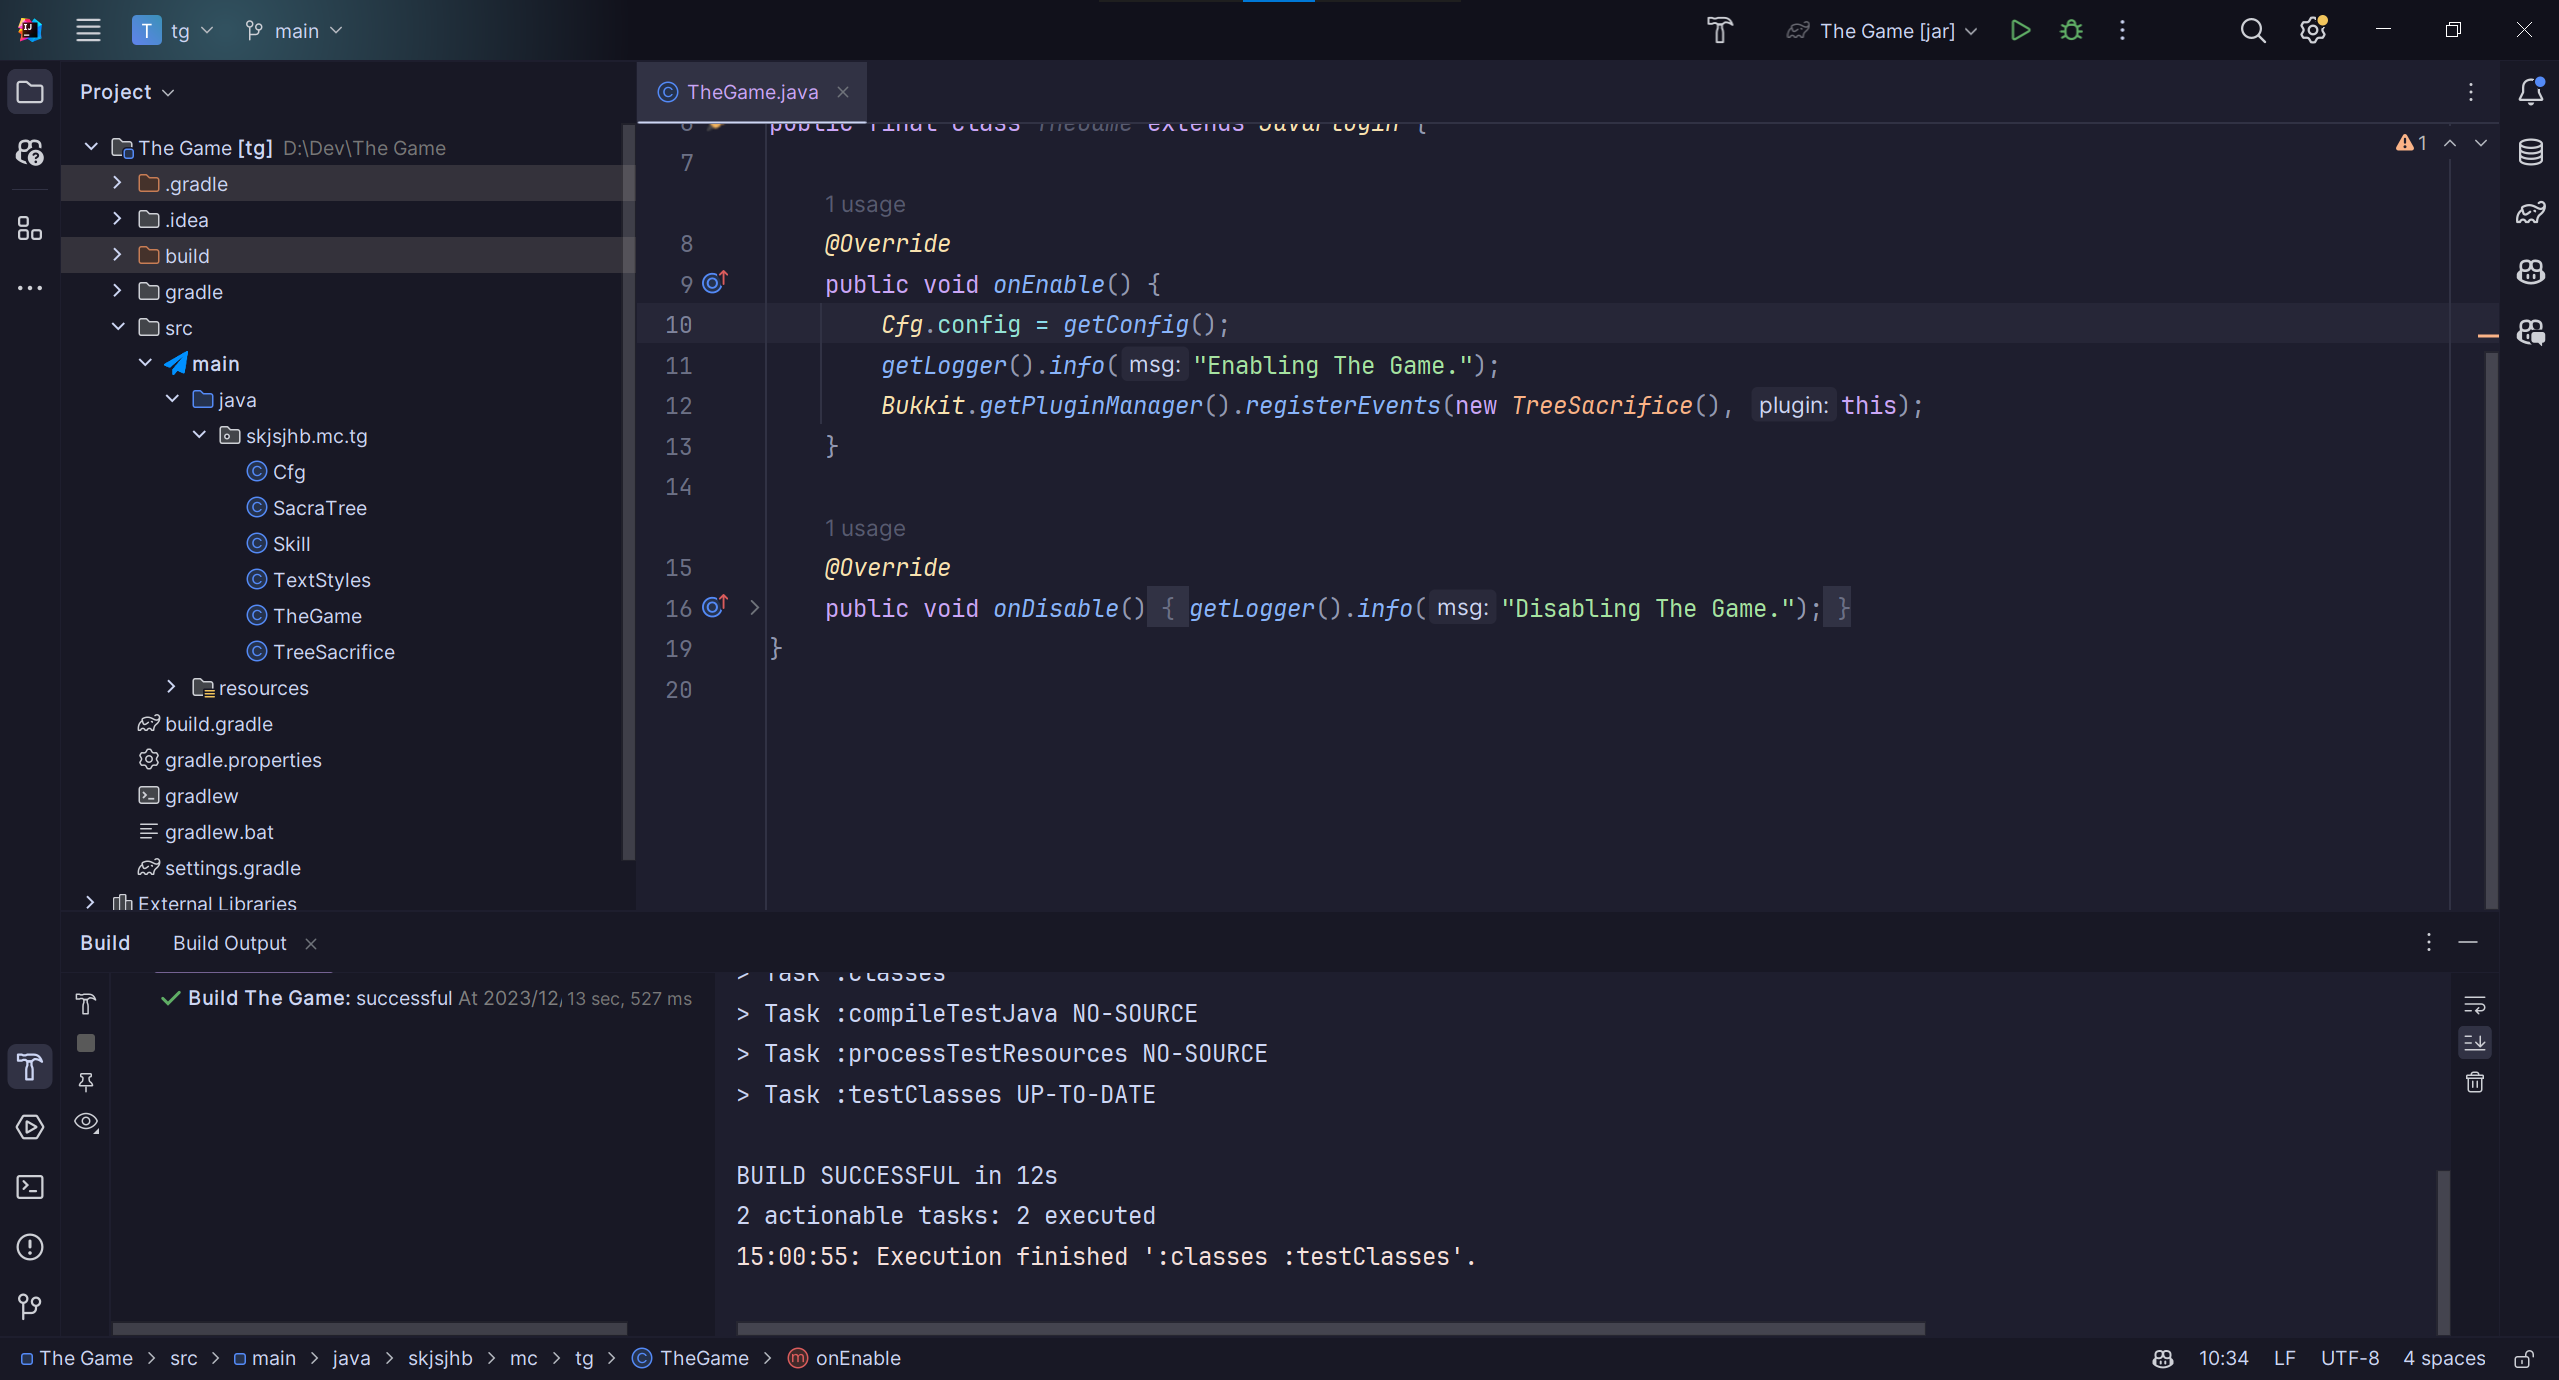 T tg main The Game [jar]
Project
TheGame.java
The Game [tg] D:\Dev\The Game
.gradle
.idea
build
gradle
src
main
java
skjsjhb.mc.tg
Cfg
SacraTree
Skill
TextStyles
TheGame
TreeSacrifice
resources
build.gradle
gradle.properties
gradlew
gradlew.bat
settings.gradle
External Libraries
6 public final class TheGame extends JavaPlugin {
1
7
1 usage
8 @Override
9 public void onEnable() {
10 Cfg.config = getConfig();
11 getLogger().info( msg: "Enabling The Game.");
12 Bukkit.getPluginManager().registerEvents(new TreeSacrifice(), plugin: this);
13 }
14
1 usage
15 @Override
16 public void onDisable() { getLogger().info( msg: "Disabling The Game."); }
19 }
20
Build Build Output
Build The Game: successful At 2023/12/ 13 sec, 527 ms
> Task :classes
> Task :compileTestJava NO-SOURCE
> Task :processTestResources NO-SOURCE
> Task :testClasses UP-TO-DATE
BUILD SUCCESSFUL in 12s
2 actionable tasks: 2 executed
15:00:55: Execution finished ':classes :testClasses'.
The Game > src > main > java > skjsjhb > mc > tg > TheGame > onEnable 10:34 LF UTF-8 4 spaces